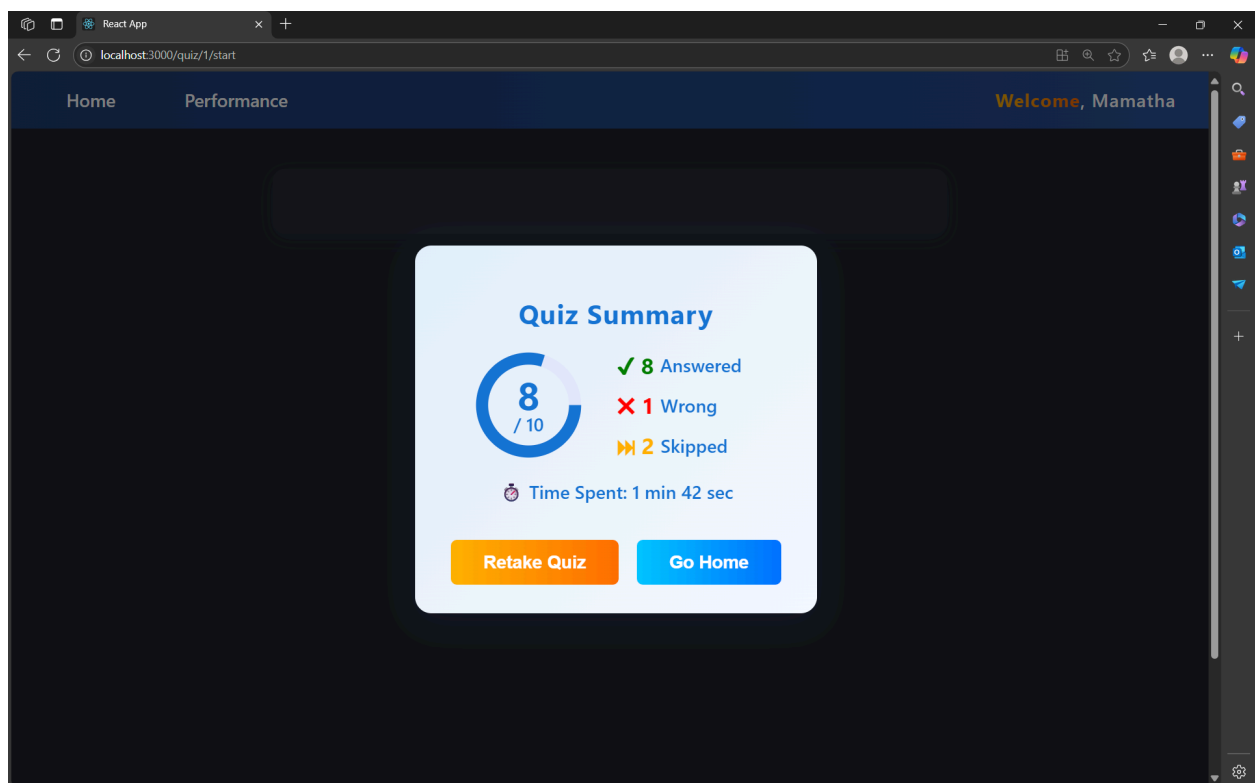 React App
localhost:3000/quiz/1/start
Home Performance Welcome, Mamatha
Quiz Summary
8
/ 10
✓ 8 Answered
✕ 1 Wrong
⏭ 2 Skipped
⏱ Time Spent: 1 min 42 sec
Retake Quiz Go Home